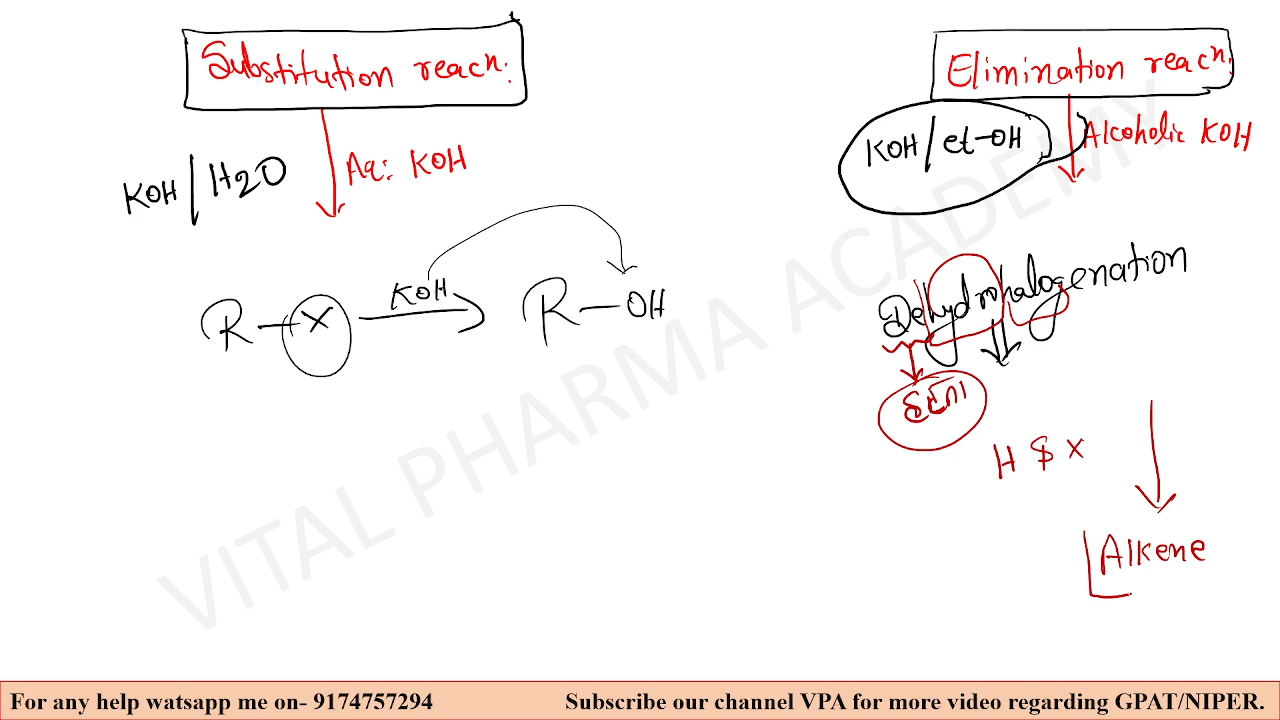 Substitution reacn:
KOH/H2O
Aq: KOH
R-X
KOH
R-OH
Elimination reacn:
KOH/et-OH
Alcoholic KOH
Dehydrohalogenation
H $ X
Alkene
VITAL PHARMA ACADEMY
For any help watsapp me on- 9174757294
Subscribe our channel VPA for more video regarding GPAT/NIPER.